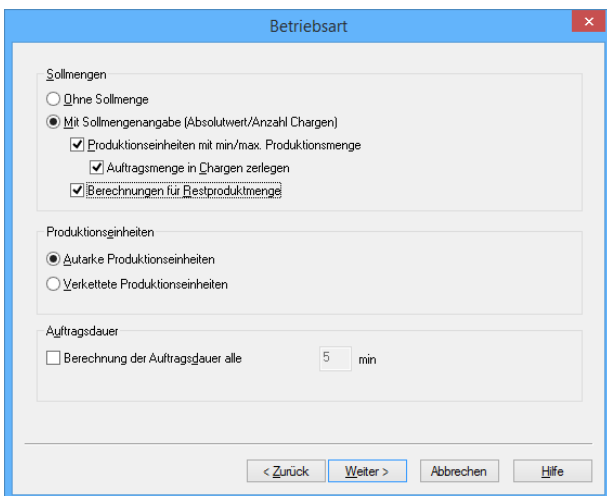 Betriebsart
Sollmengen
Ohne Sollmenge
Mit Sollmengenangabe (Absolutwert/Anzahl Chargen)
Produktionseinheiten mit min/max. Produktionsmenge
Auftragsmenge in Chargen zerlegen
Berechnungen für Restproduktmenge
Produktionseinheiten
Autarke Produktionseinheiten
Verkettete Produktionseinheiten
Auftragsdauer
Berechnung der Auftragsdauer alle 5 min
< Zurück Weiter > Abbrechen Hilfe